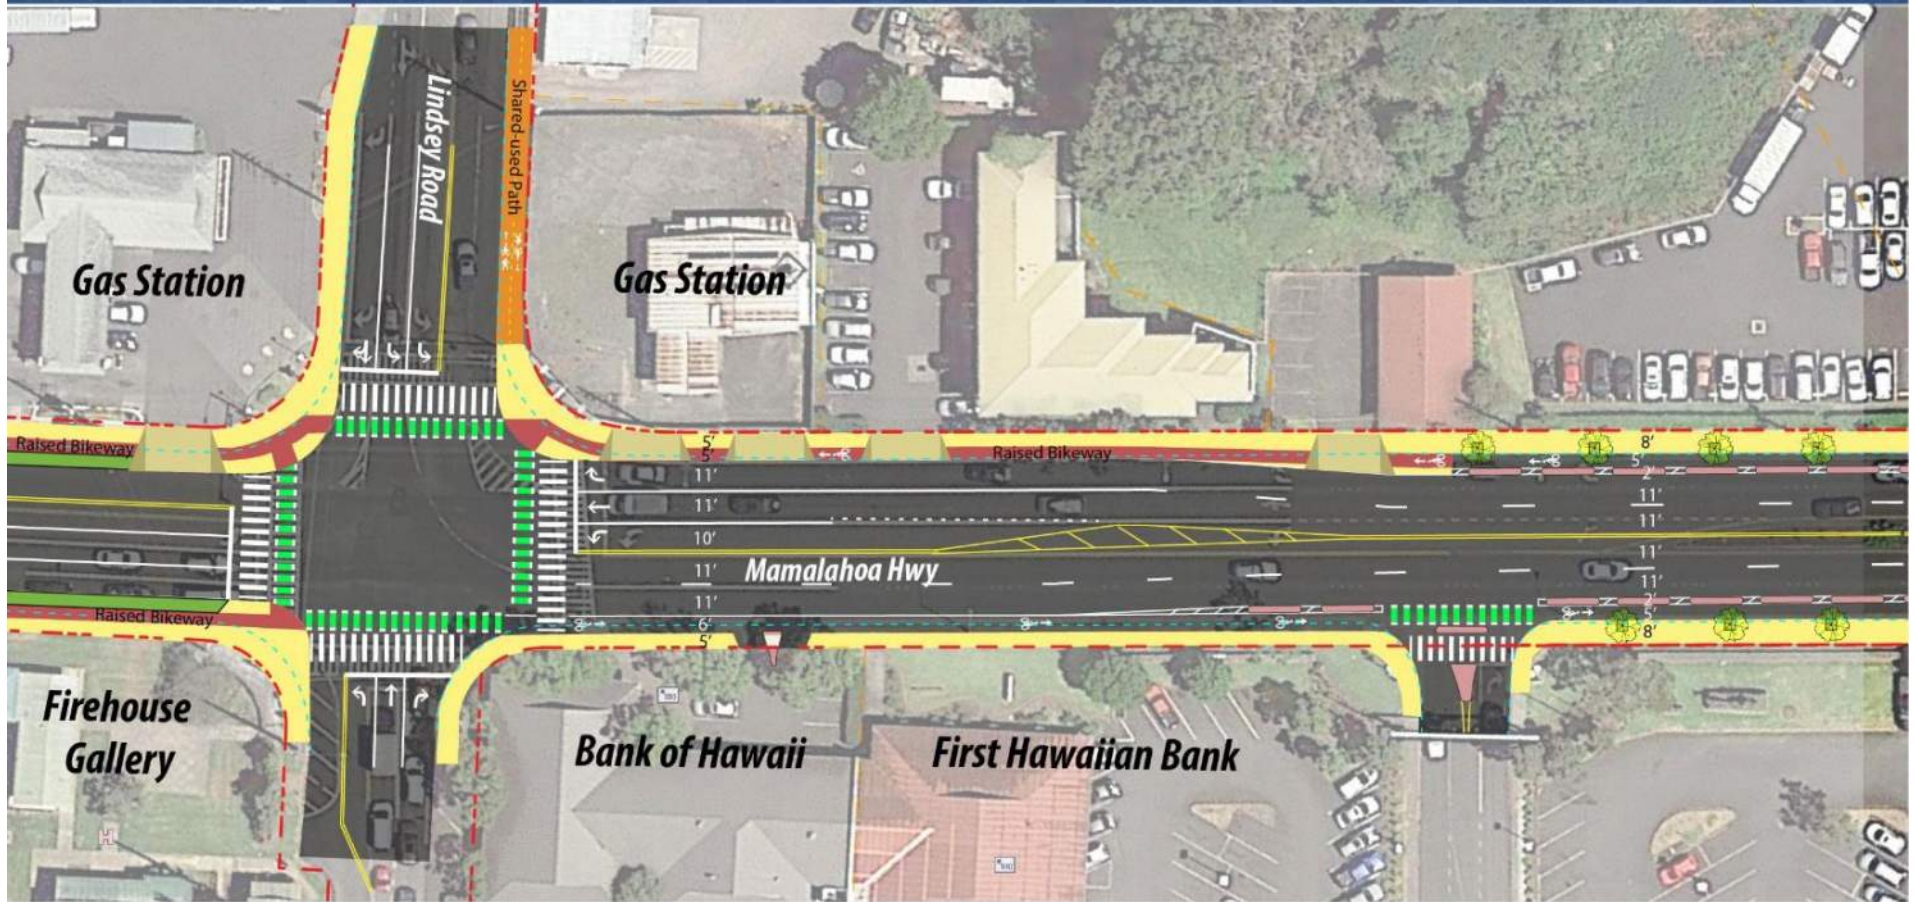 Lindsey Road
Shared-used Path
Gas Station
Gas Station
Raised Bikeway
5'
5'
Raised Bikeway
8'
5'
2'
11'
11'
11'
11'
10'
11'
11'
11'
Mamalahoa Hwy
11'
2'
5'
Raised Bikeway
6'
5'
8'
Firehouse
Gallery
Bank of Hawaii
First Hawaiian Bank